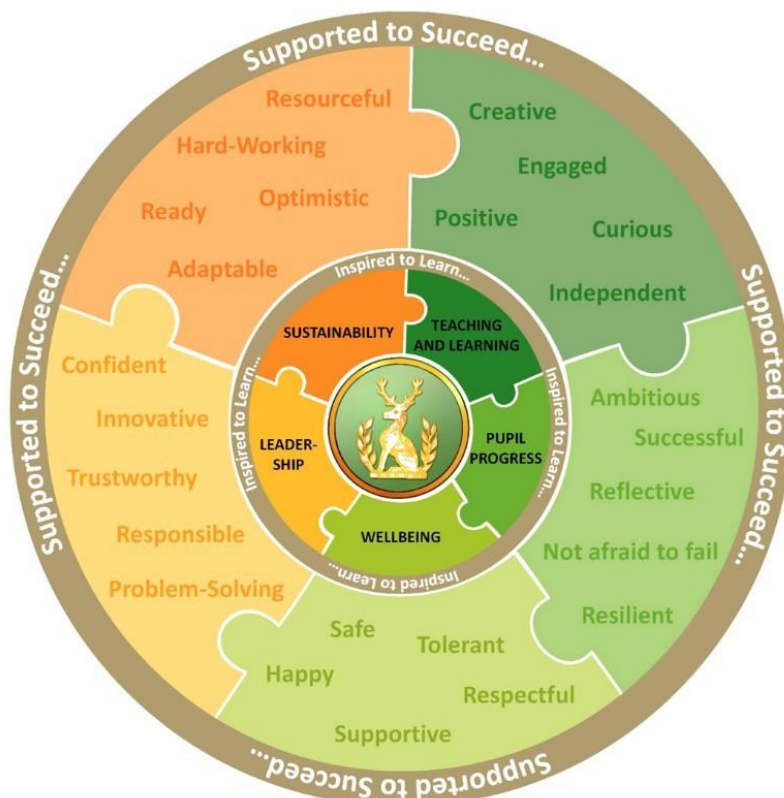 Supported to Succeed...
Supported to Succeed...
Supported to Succeed...
Supported to Succeed...
Resourceful
Hard-Working
Optimistic
Ready
Adaptable
Creative
Engaged
Positive
Curious
Independent
Ambitious
Successful
Reflective
Not afraid to fail
Resilient
Safe
Tolerant
Happy
Respectful
Supportive
Confident
Innovative
Trustworthy
Responsible
Problem-Solving
Inspired to Learn...
Inspired to Learn...
Inspired to Learn...
Inspired to Learn...
SUSTAINABILITY
TEACHING
AND LEARNING
PUPIL
PROGRESS
WELLBEING
LEADER-
SHIP